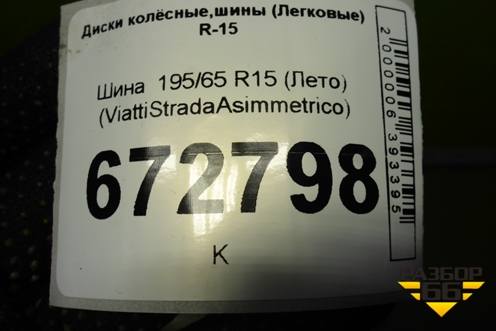 Диски колёсные,шины (Легковые)
R-15
Шина 195/65 R15 (Лето)
(ViattiStradaAsimmetrico)
672798
К
2000006393395
РАЗБОР
66